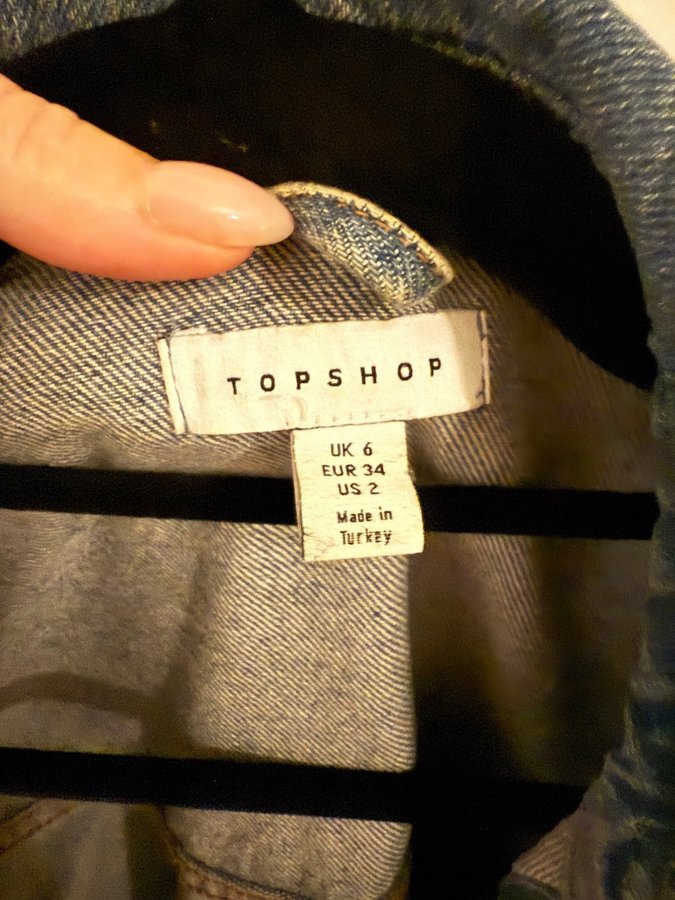 TOPSHOP
UK 6
EUR 34
US 2
Made in
Turkey